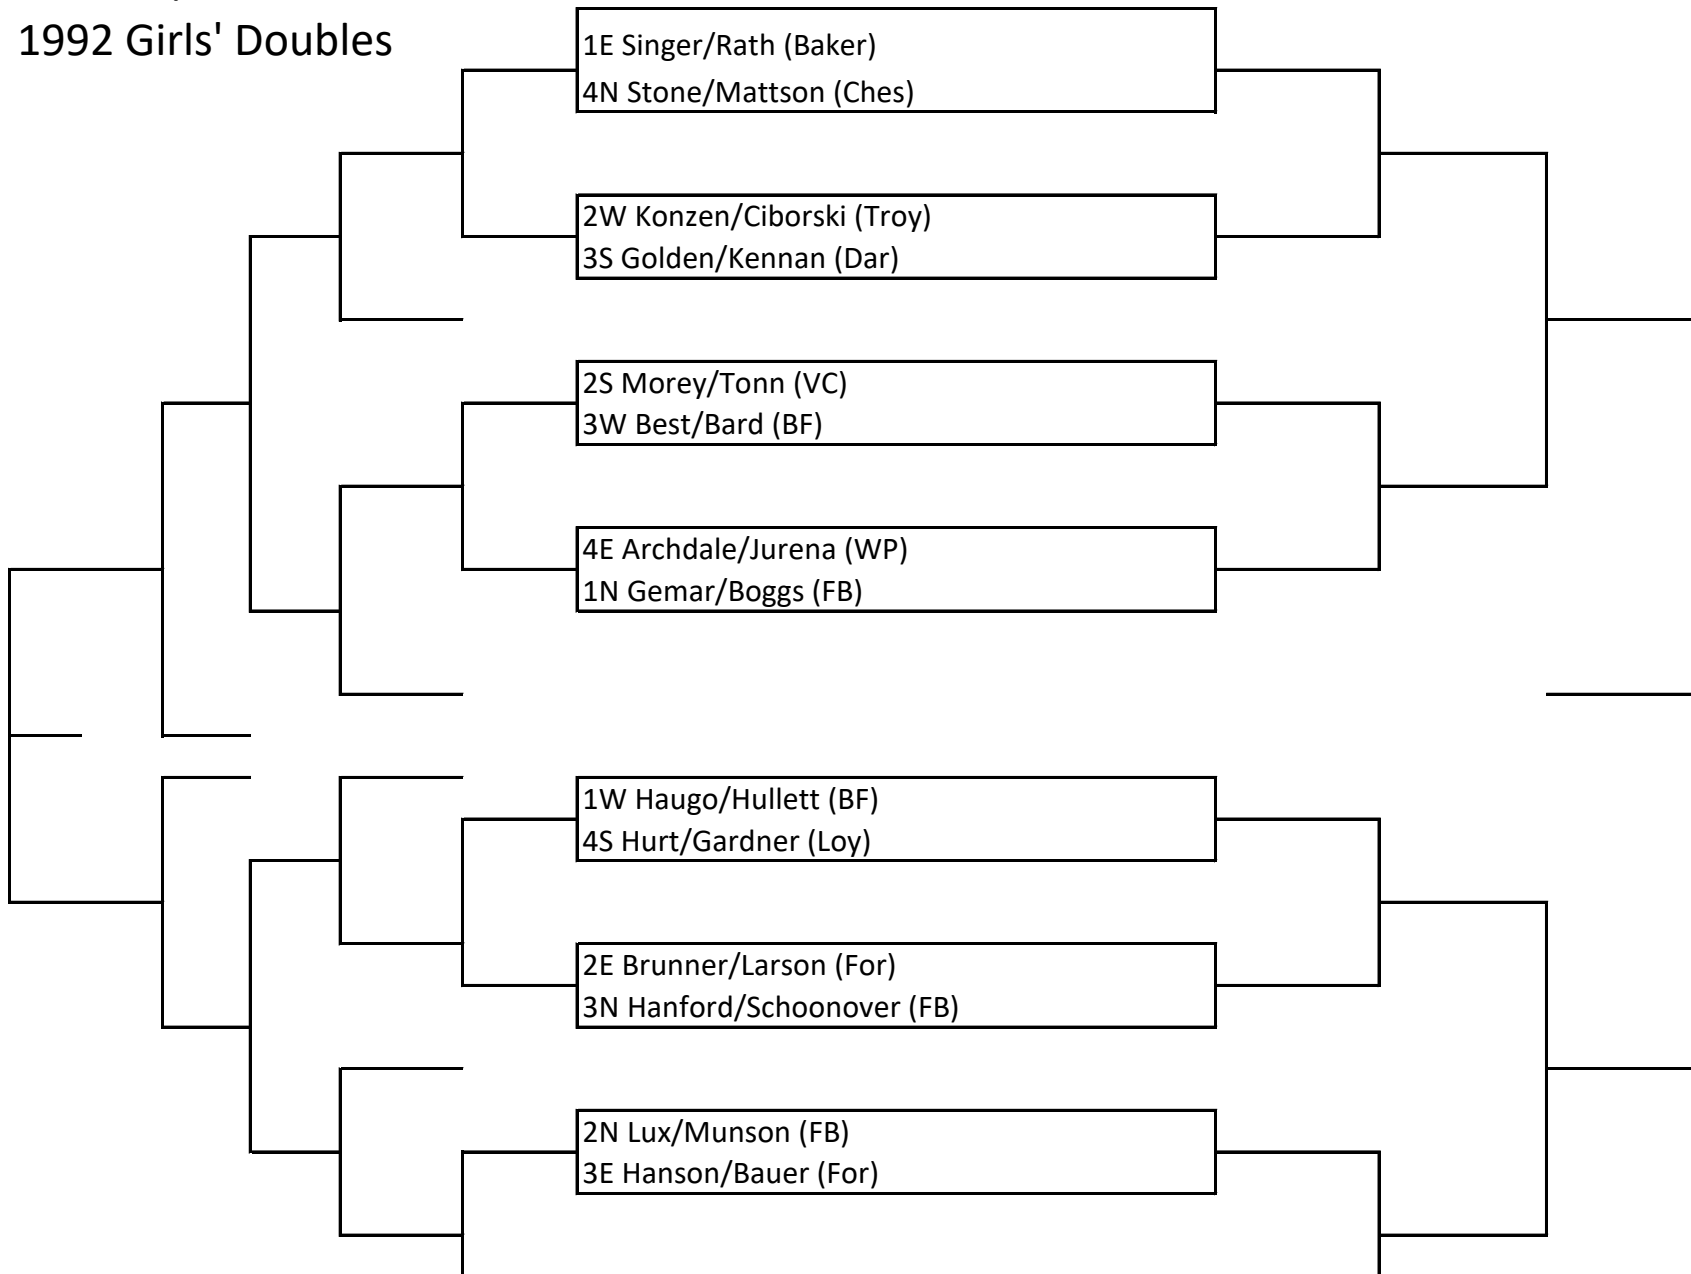 1992 Girls' Doubles
1E Singer/Rath (Baker)
4N Stone/Mattson (Ches)
2W Konzen/Ciborski (Troy)
3S Golden/Kennan (Dar)
2S Morey/Tonn (VC)
3W Best/Bard (BF)
4E Archdale/Jurena (WP)
1N Gemar/Boggs (FB)
1W Haugo/Hullett (BF)
4S Hurt/Gardner (Loy)
2E Brunner/Larson (For)
3N Hanford/Schoonover (FB)
2N Lux/Munson (FB)
3E Hanson/Bauer (For)